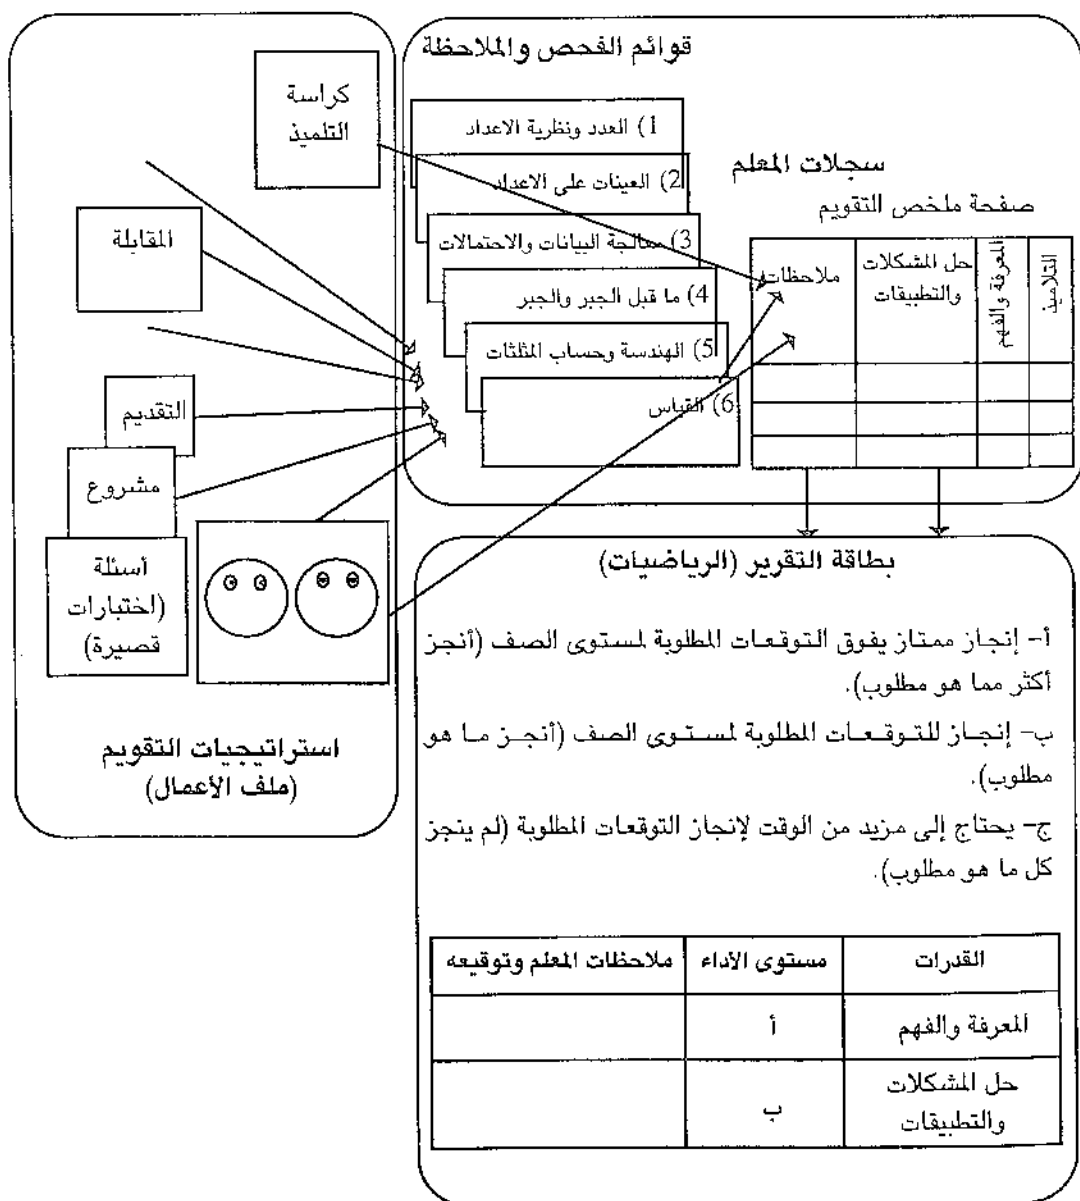 قوائم الفحص والملاحظة
1) العدد ونظرية الاعداد
2) العينات على الاعداد
3) معالجة البيانات والاحتمالات
4) ما قبل الجبر والجبر
5) الهندسة وحساب المثلثات
6) القياس
سجلات المعلم
صفحة ملخص التقويم
التلاميذ
المعرفة والفهم
حل المشكلات
والتطبيقات
ملاحظات
كراسة
التلميذ
المقابلة
التقديم
مشروع
أسئلة
(اختبارات
قصيرة)
استراتيجيات التقويم
(ملف الأعمال)
بطاقة التقرير (الرياضيات)
أ- إنجاز ممتاز يفوق التوقعات المطلوبة لمستوى الصف (أنجز
أكثر مما هو مطلوب).
ب- إنجاز للتوقعات المطلوبة لمستوى الصف (أنجز ما هو
مطلوب).
ج- يحتاج إلى مزيد من الوقت لإنجاز التوقعات المطلوبة (لم ينجز
كل ما هو مطلوب).
القدرات
مستوى الأداء
ملاحظات المعلم وتوقيعه
المعرفة والفهم
أ
حل المشكلات
والتطبيقات
ب